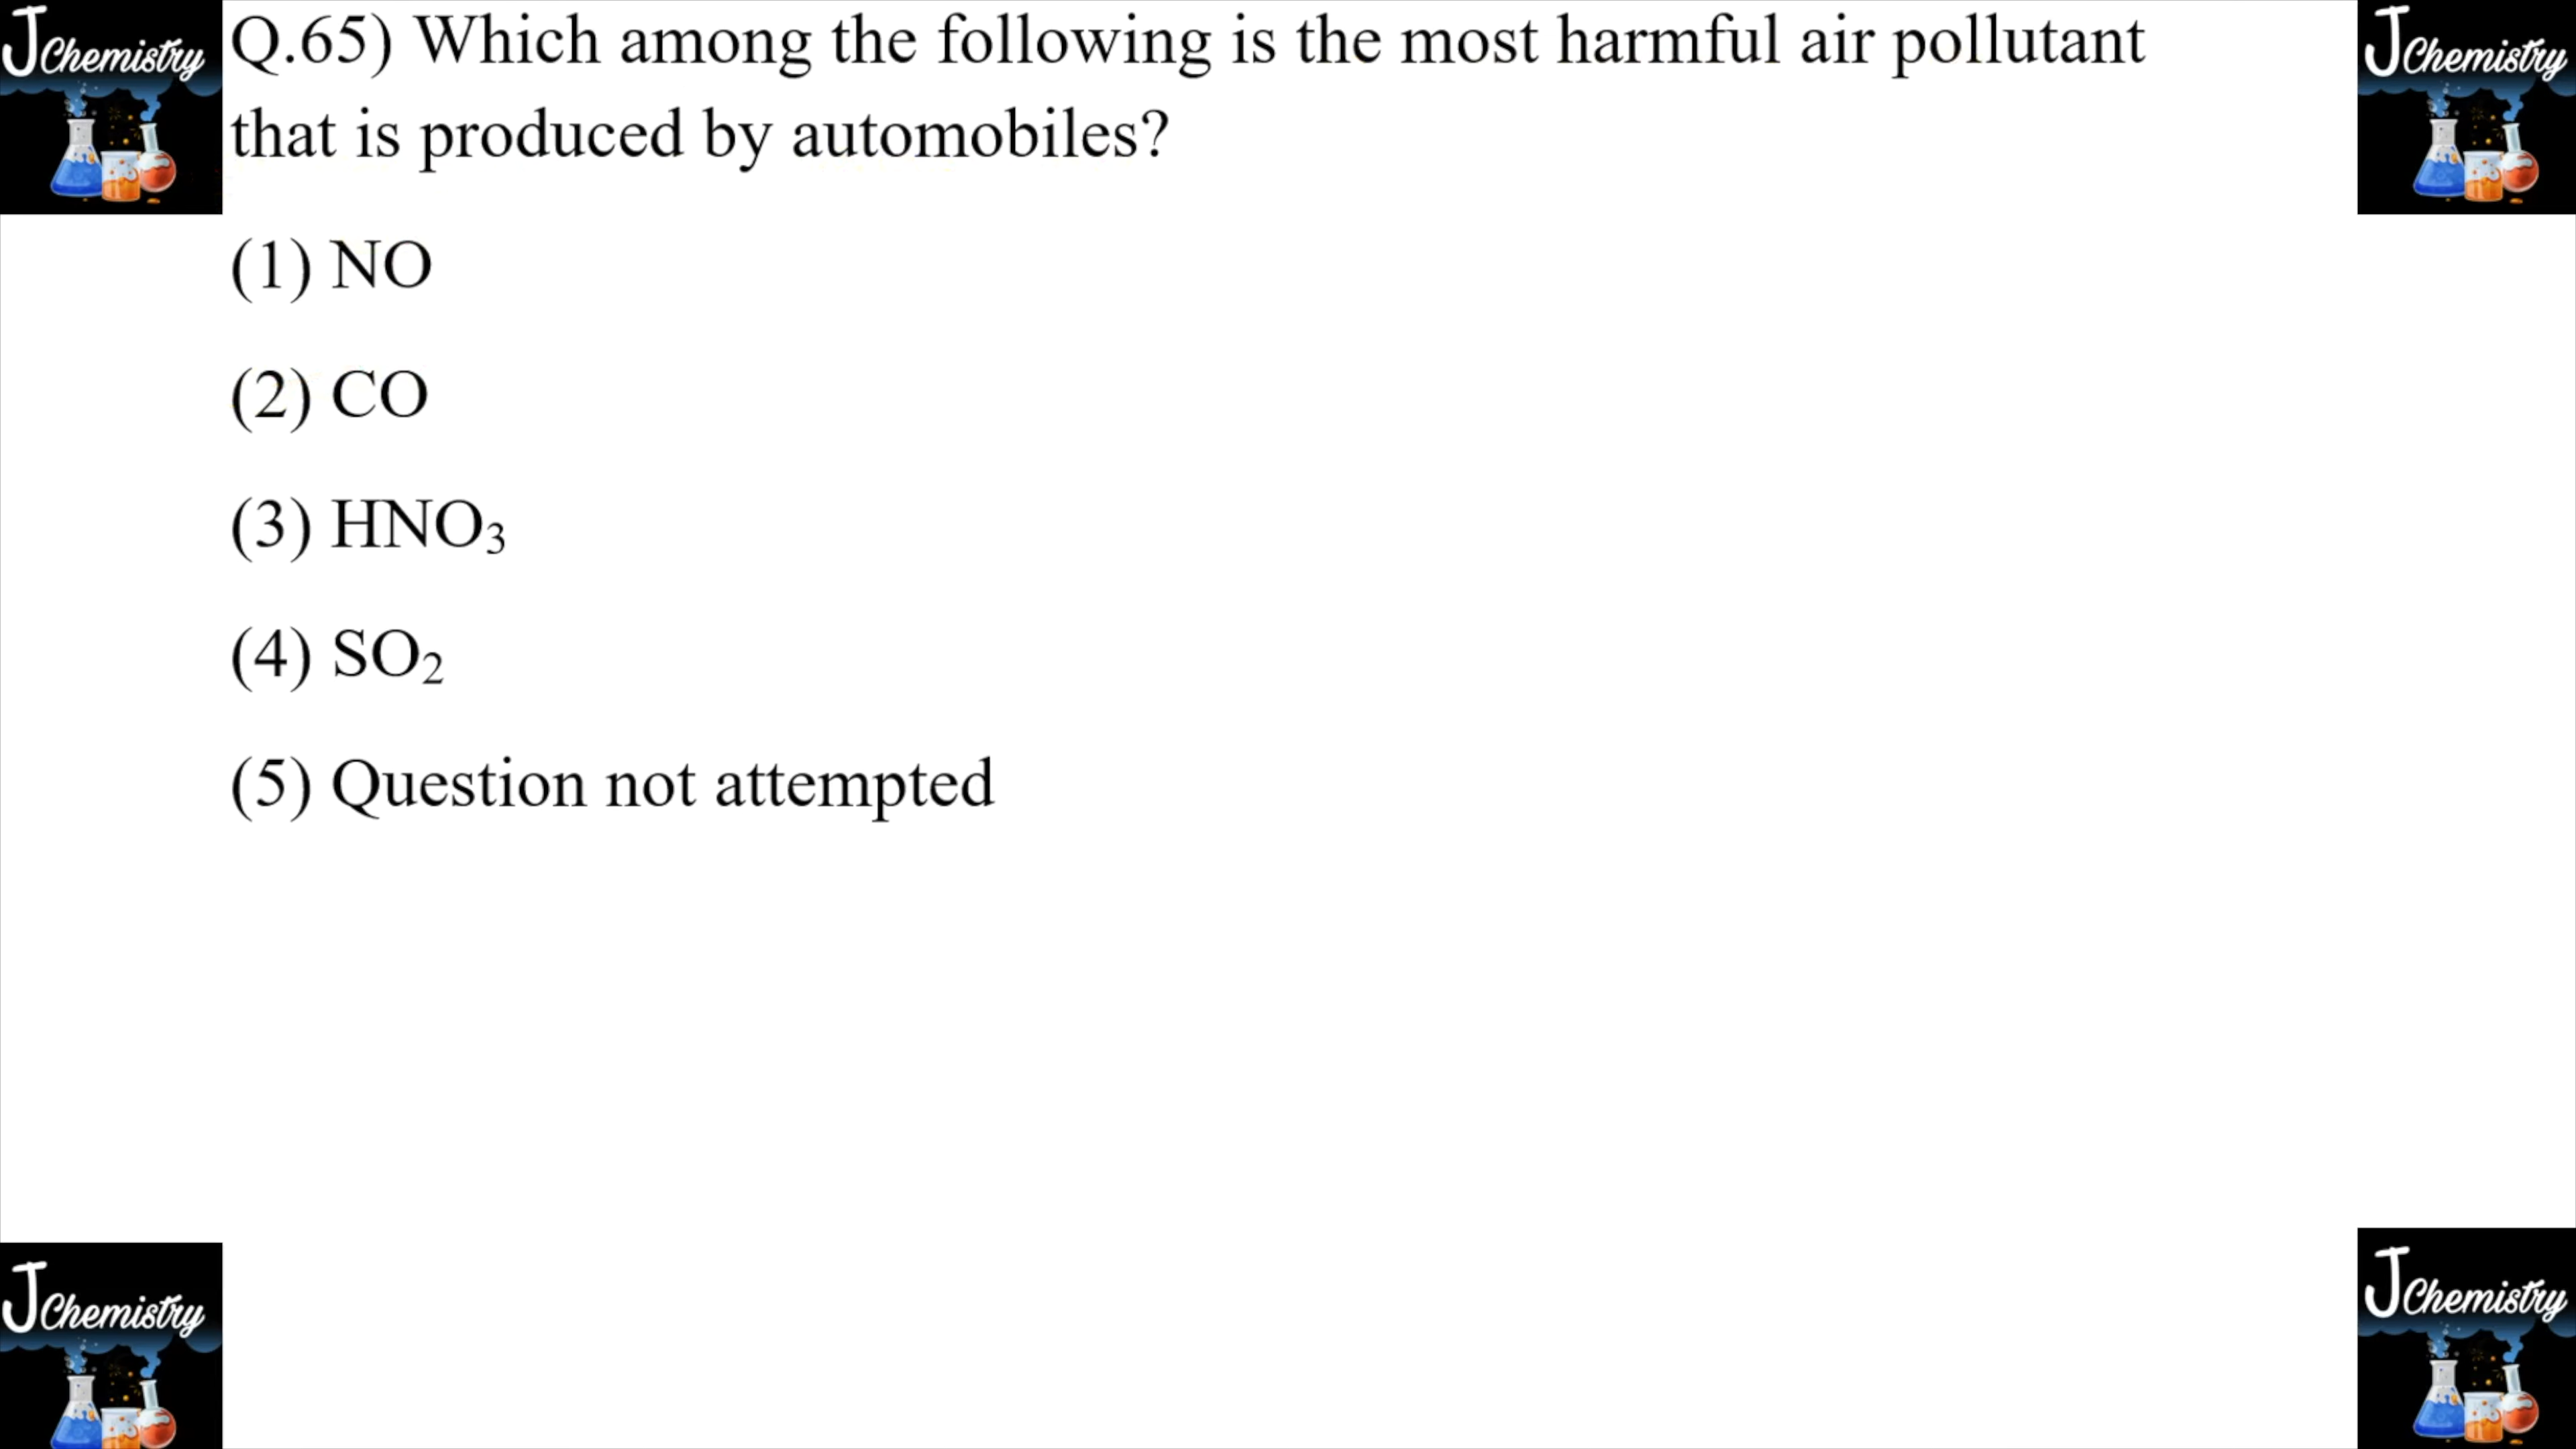 JChemistry
Q.65) Which among the following is the most harmful air pollutant
that is produced by automobiles?
JChemistry
(1) NO
(2) CO
(3) HNO₃
(4) SO₂
(5) Question not attempted
JChemistry
JChemistry